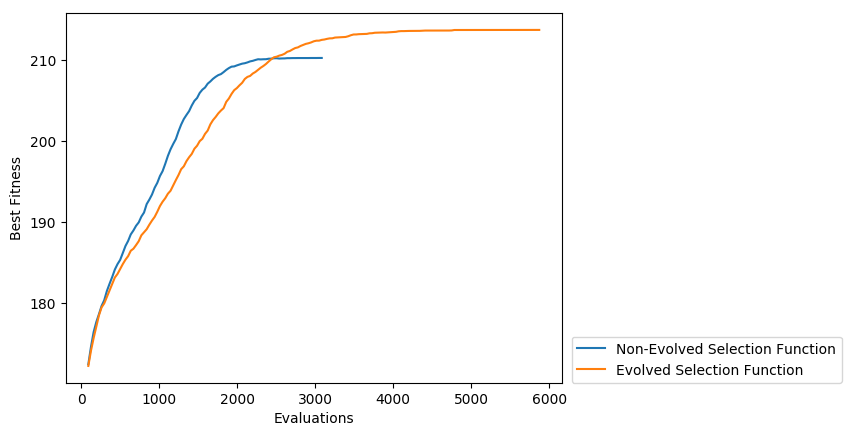 210
200
190
180
Best Fitness
0 1000 2000 3000 4000 5000 6000
Evaluations
Non-Evolved Selection Function
Evolved Selection Function